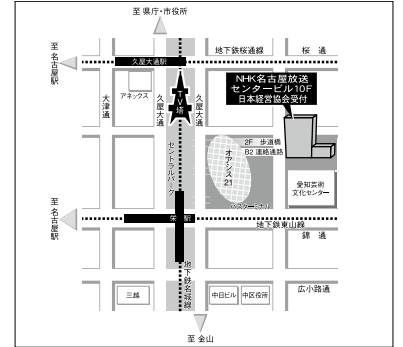 至 県庁・市役所
地下鉄桜通線
桜 通
久屋大通駅
至 名古屋駅
アネックス
TV塔
大津通
久屋大通
久屋大通
NHK名古屋放送
センタービル10F
日本経営協会受付
2F 歩道橋
B2 連絡通路
セントラルパーク
オアシス21
愛知芸術
文化センター
バスターミナル
至 名古屋駅
栄 駅
地下鉄東山線
錦 通
地下鉄名城線
三越
中日ビル
中区役所
広小路通
至 金山